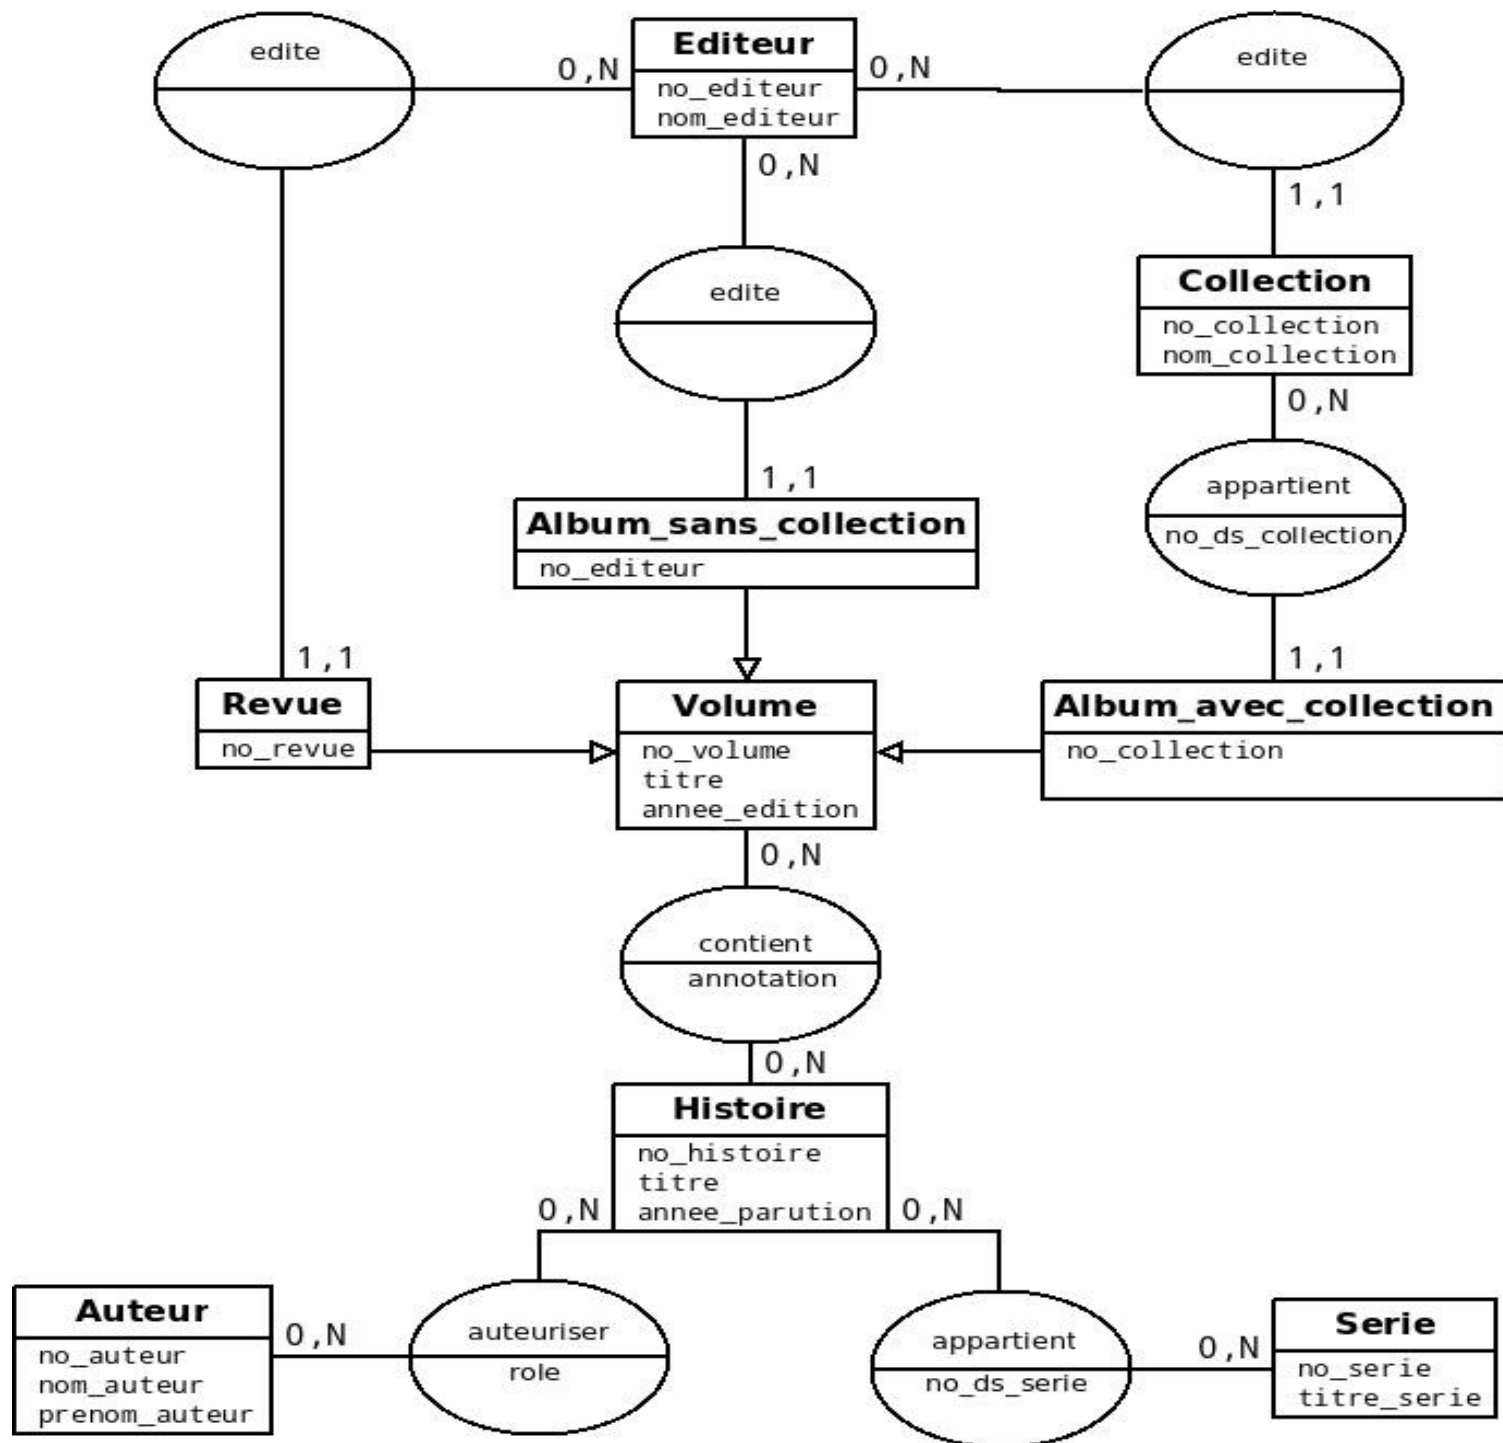 edite
0,N
Editeur
no_editeur
nom_editeur
0,N
edite
0,N
1,1
edite
Collection
no_collection
nom_collection
0,N
1,1
appartient
no_ds_collection
Album_sans_collection
no_editeur
1,1
1,1
Revue
no_revue
Volume
no_volume
titre
annee_edition
Album_avec_collection
no_collection
0,N
contient
annotation
0,N
Histoire
no_histoire
titre
annee_parution
0,N
0,N
Auteur
no_auteur
nom_auteur
prenom_auteur
0,N
auteuriser
role
appartient
no_ds_serie
0,N
Serie
no_serie
titre_serie